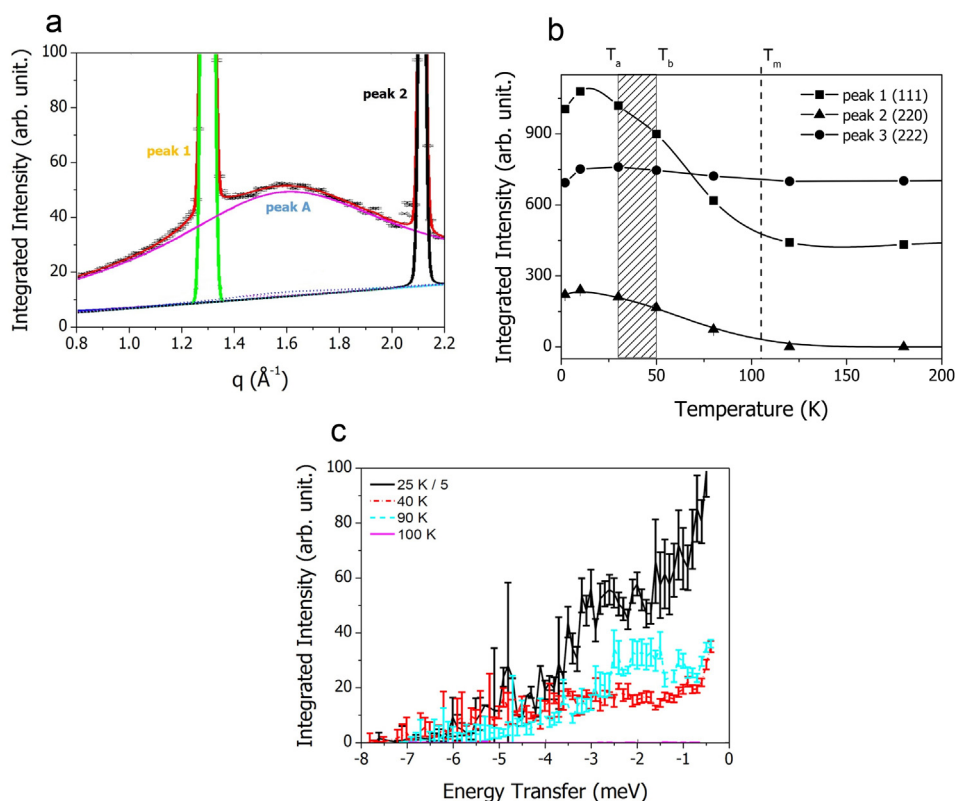 a
Integrated Intensity (arb. unit.)
100
80
60
40
20
0
peak 1
peak 2
peak A
0.8 1.0 1.2 1.4 1.6 1.8 2.0 2.2
q (Å⁻¹)
b
Integrated Intensity (arb. unit.)
T_a T_b T_m
900
600
300
0
peak 1 (111)
peak 2 (220)
peak 3 (222)
0 50 100 150 200
Temperature (K)
c
Integrated Intensity (arb. unit.)
100
80
60
40
20
0
25 K / 5
40 K
90 K
100 K
-8 -7 -6 -5 -4 -3 -2 -1 0
Energy Transfer (meV)